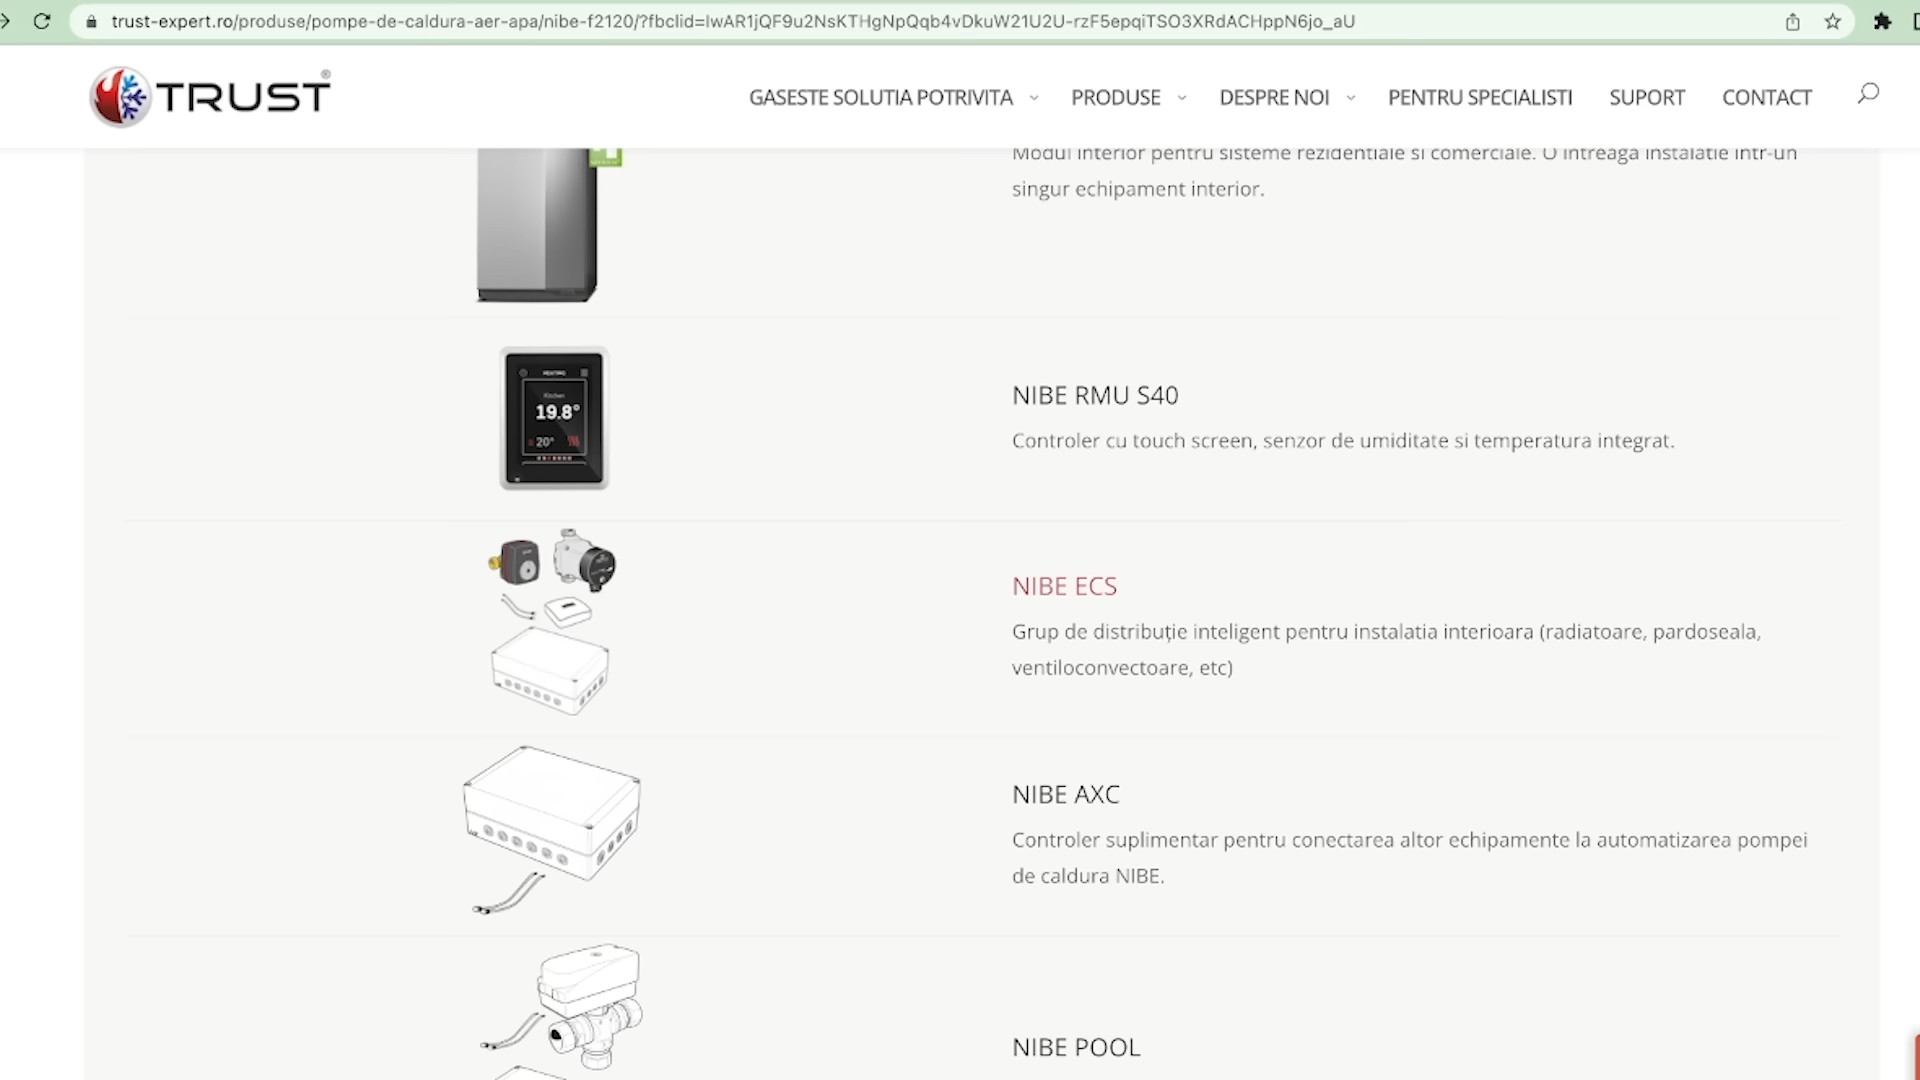 trust-expert.ro/produse/pompe-de-caldura-aer-apa/nibe-f2120/?fbclid=IwAR1jQF9u2NsKTHgNpQqb4vDkuW21U2U-rzF5epqiTSO3XRdACHppN6jo_aU
TRUST®
GASESTE SOLUTIA POTRIVITA PRODUSE DESPRE NOI PENTRU SPECIALISTI SUPORT CONTACT
Modul interior pentru sisteme rezidentiale si comerciale. O intreaga instalatie intr-un
singur echipament interior.
Kitchen
19.8°
20°
NIBE RMU S40
Controler cu touch screen, senzor de umiditate si temperatura integrat.
NIBE ECS
Grup de distribuție inteligent pentru instalatia interioara (radiatoare, pardoseala,
ventiloconvectoare, etc)
NIBE AXC
Controler suplimentar pentru conectarea altor echipamente la automatizarea pompei
de caldura NIBE.
NIBE POOL